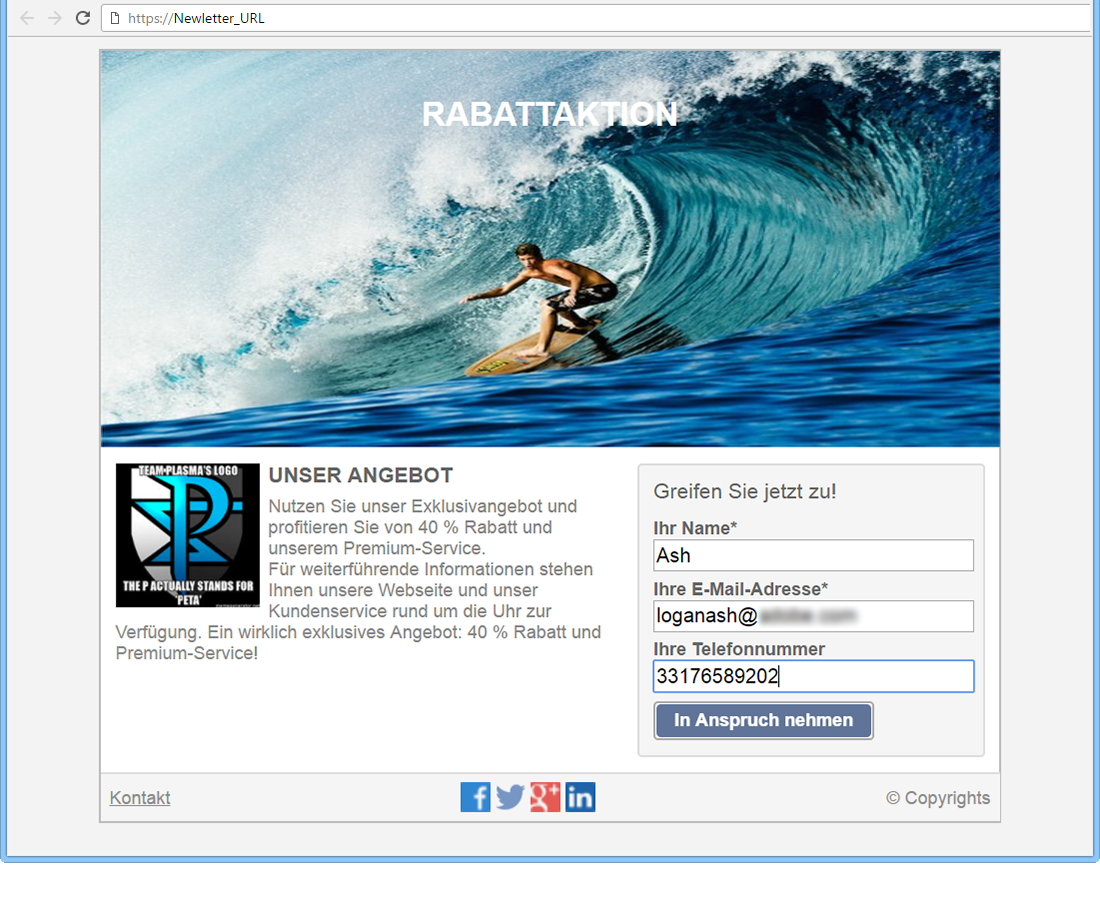 https://Newletter_URL
RABATTAKTION
TEAM PLASMA'S LOGO
THE P ACTUALLY STANDS FOR
'PETA'
UNSER ANGEBOT
Nutzen Sie unser Exklusivangebot und
profitieren Sie von 40 % Rabatt und
unserem Premium-Service.
Für weiterführende Informationen stehen
Ihnen unsere Webseite und unser
Kundenservice rund um die Uhr zur
Verfügung. Ein wirklich exklusives Angebot: 40 % Rabatt und
Premium-Service!
Greifen Sie jetzt zu!
Ihr Name*
Ash
Ihre E-Mail-Adresse*
loganash@
Ihre Telefonnummer
33176589202
In Anspruch nehmen
Kontakt
f g+ in
© Copyrights